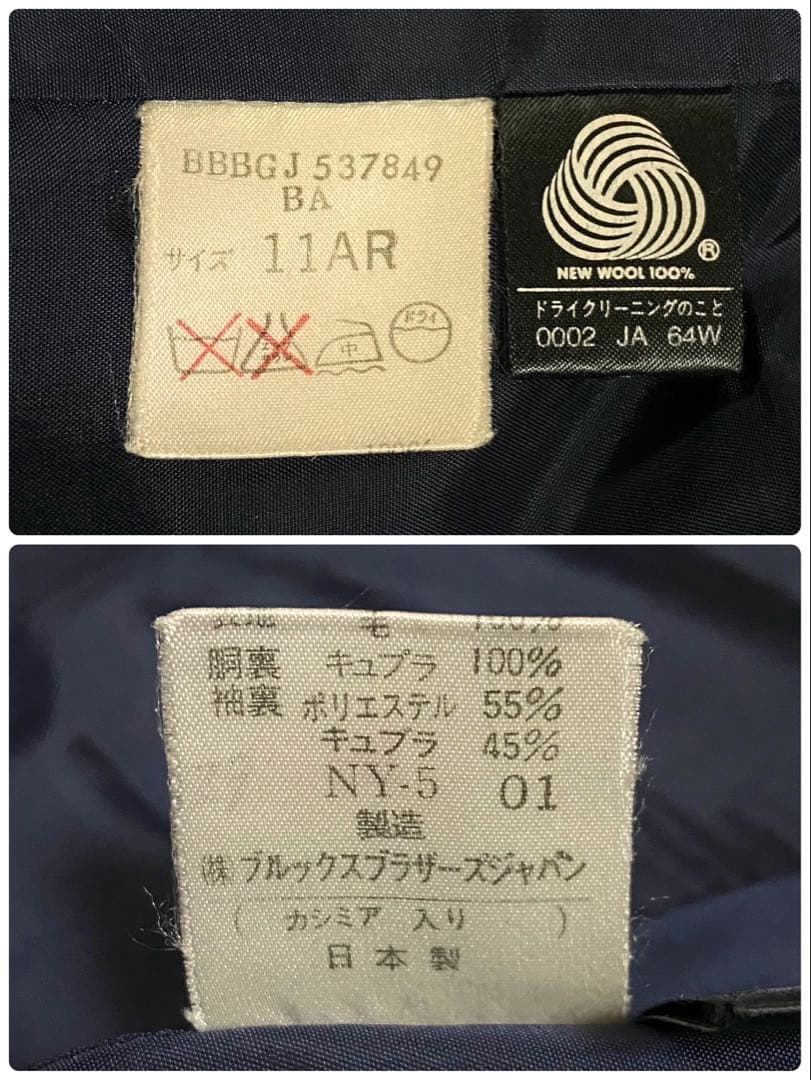 BBBGJ 537849
BA
サイズ 11AR
中
ドライ
NEW WOOL 100%
ドライクリーニングのこと
0002 JA 64W
毛 100%
胴裏 キュプラ 100%
袖裏 ポリエステル 55%
キュプラ 45%
NY-5 01
製造
(株)ブルックスブラザーズジャパン
( カシミア 入り )
日本製